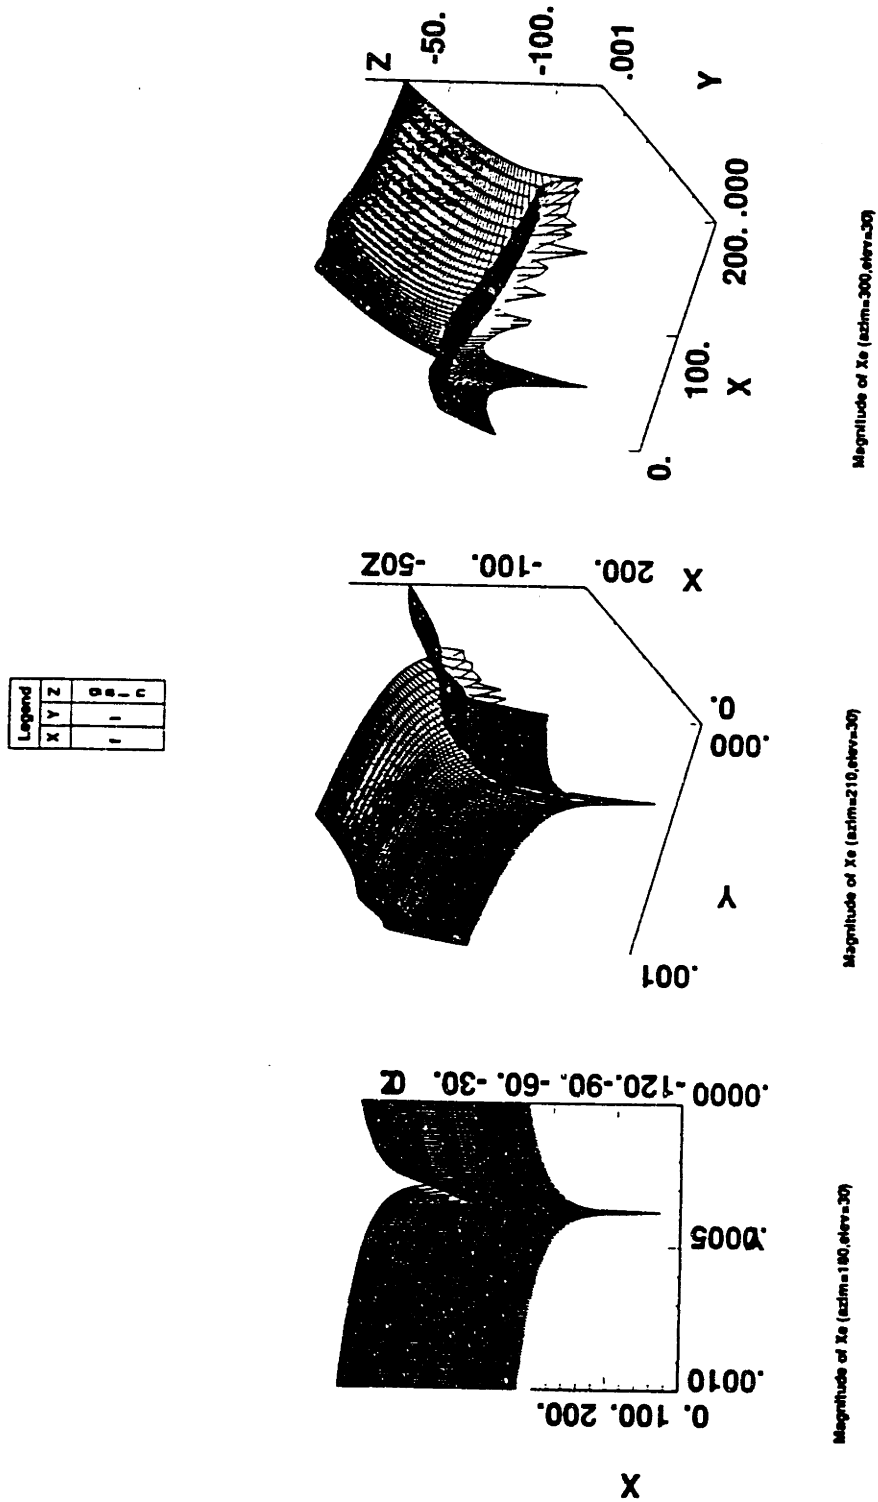 Legend
X Y Z
f l gain
Z
-50.
-100.
.001
Y
.000
200.
100.
X
0.
Magnitude of Xe (azim=300,elev=30)
-50Z
-100.
200.
X
0.
.000
Y
.001
Magnitude of Xe (azim=210,elev=30)
Z
-30.
-60.
-90.
-120.
.0000
.0005
Y
.0010
0.
100.
200.
X
Magnitude of Xe (azim=180,elev=30)